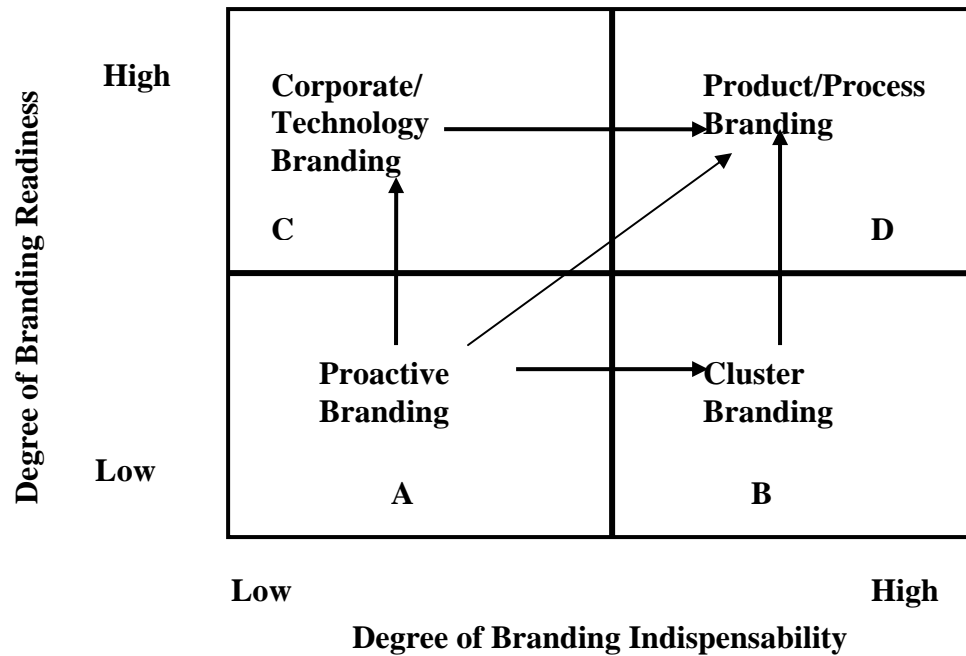 Degree of Branding Readiness
High
Low
Corporate/
Technology
Branding
C
Product/Process
Branding
D
Proactive
Branding
A
Cluster
Branding
B
Low
High
Degree of Branding Indispensability